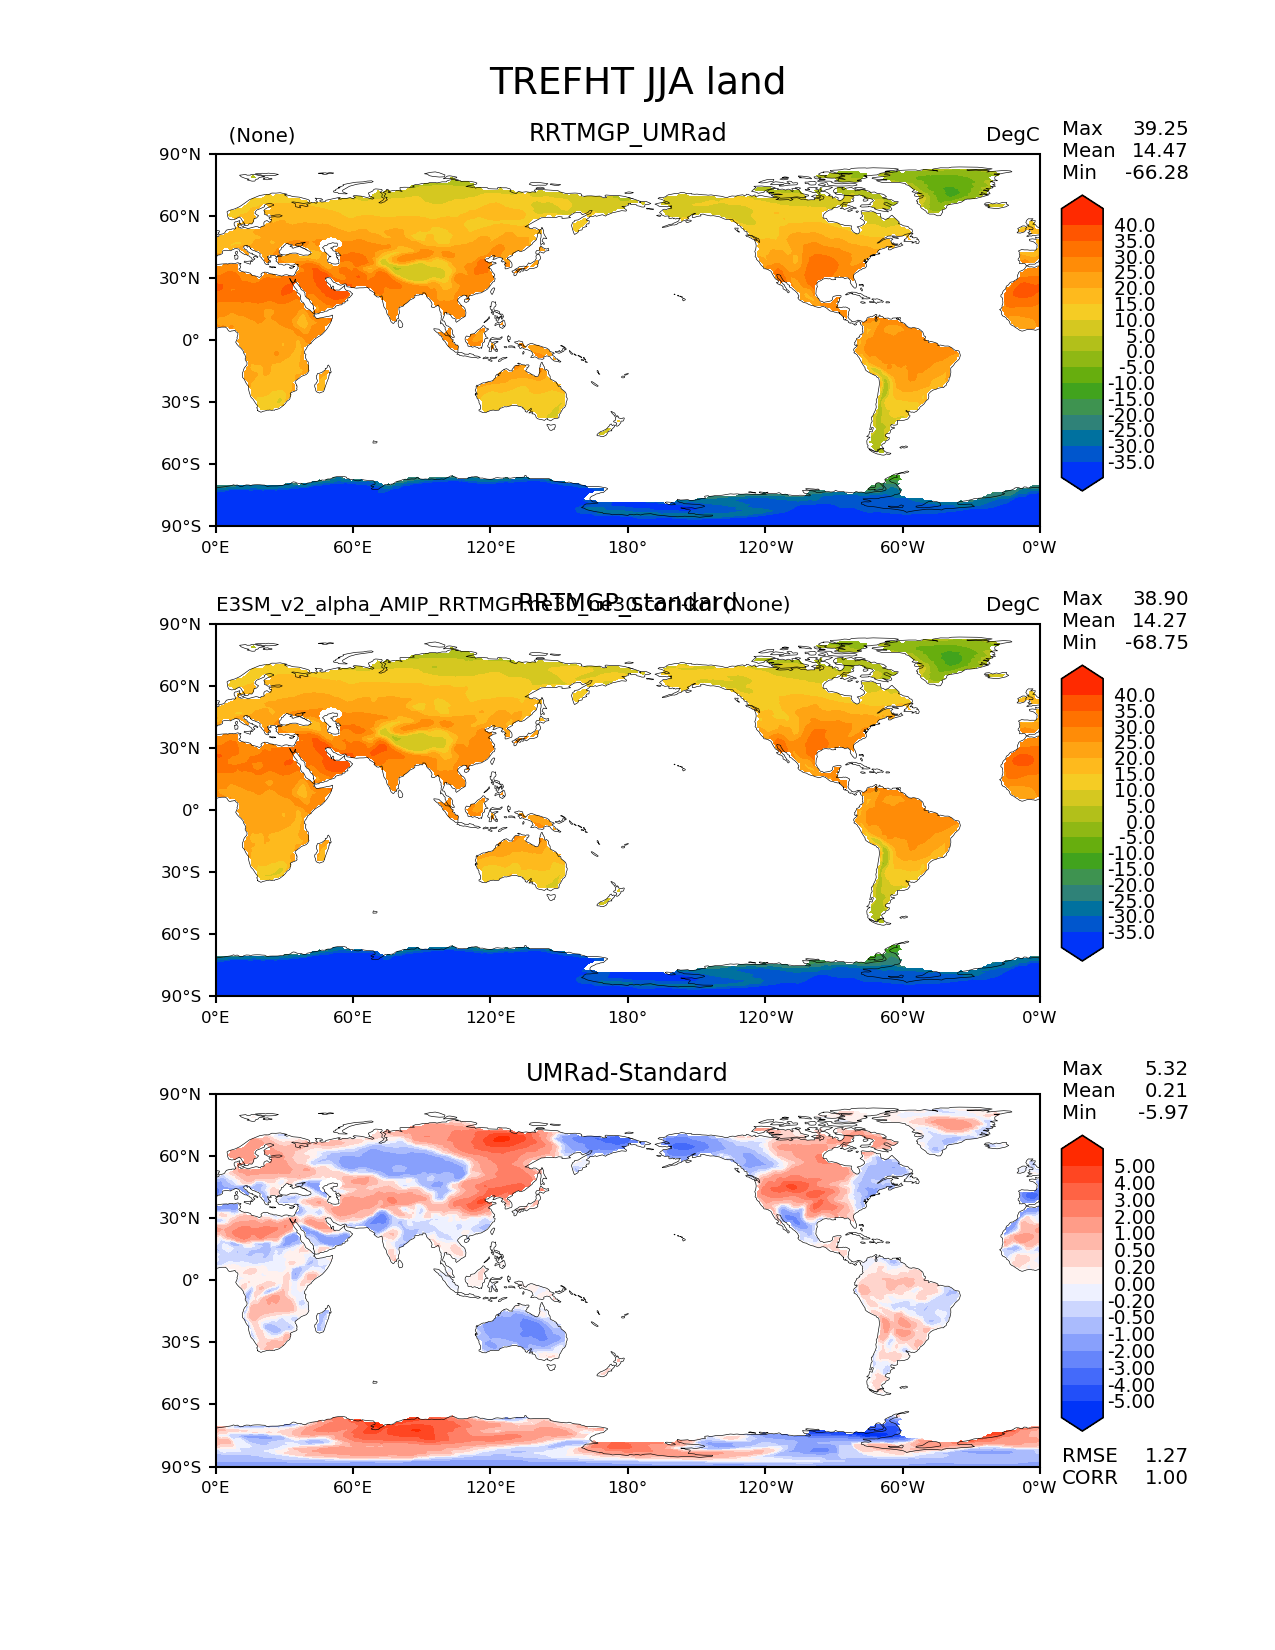 TREFHT JJA land
(None) RRTMGP_UMRad DegC
Max 39.25
Mean 14.47
Min -66.28
90°N
60°N
30°N
0°
30°S
60°S
90°S
0°E 60°E 120°E 180° 120°W 60°W 0°W
40.0
35.0
30.0
25.0
20.0
15.0
10.0
5.0
0.0
-5.0
-10.0
-15.0
-20.0
-25.0
-30.0
-35.0
RRTMGP_standard
E3SM_v2_alpha_AMIP_RRTMGP (None) DegC
Max 38.90
Mean 14.27
Min -68.75
90°N
60°N
30°N
0°
30°S
60°S
90°S
0°E 60°E 120°E 180° 120°W 60°W 0°W
40.0
35.0
30.0
25.0
20.0
15.0
10.0
5.0
0.0
-5.0
-10.0
-15.0
-20.0
-25.0
-30.0
-35.0
UMRad-Standard
Max 5.32
Mean 0.21
Min -5.97
90°N
60°N
30°N
0°
30°S
60°S
90°S
0°E 60°E 120°E 180° 120°W 60°W 0°W
5.00
4.00
3.00
2.00
1.00
0.50
0.20
0.00
-0.20
-0.50
-1.00
-2.00
-3.00
-4.00
-5.00
RMSE 1.27
CORR 1.00